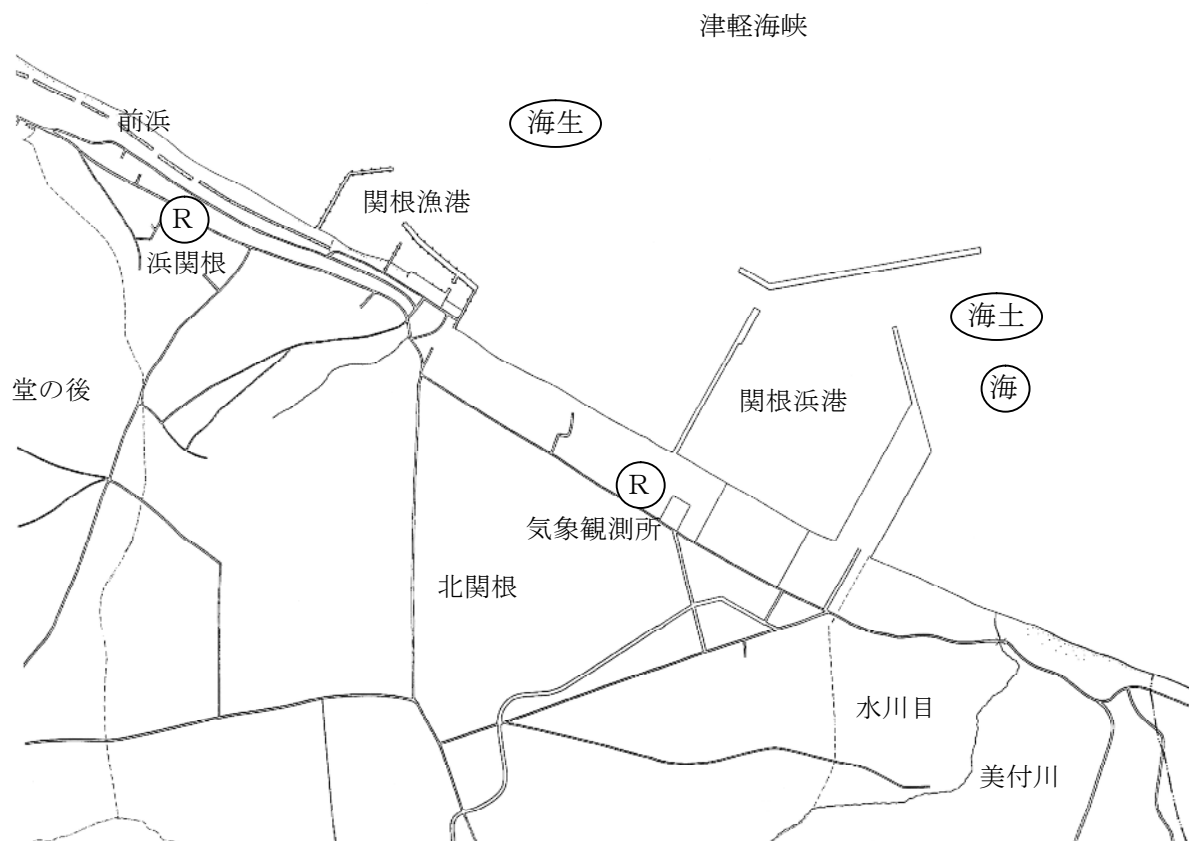 津軽海峡
前浜
海生
関根漁港
R
浜関根
海土
海
堂の後
関根浜港
R
気象観測所
北関根
水川目
美付川